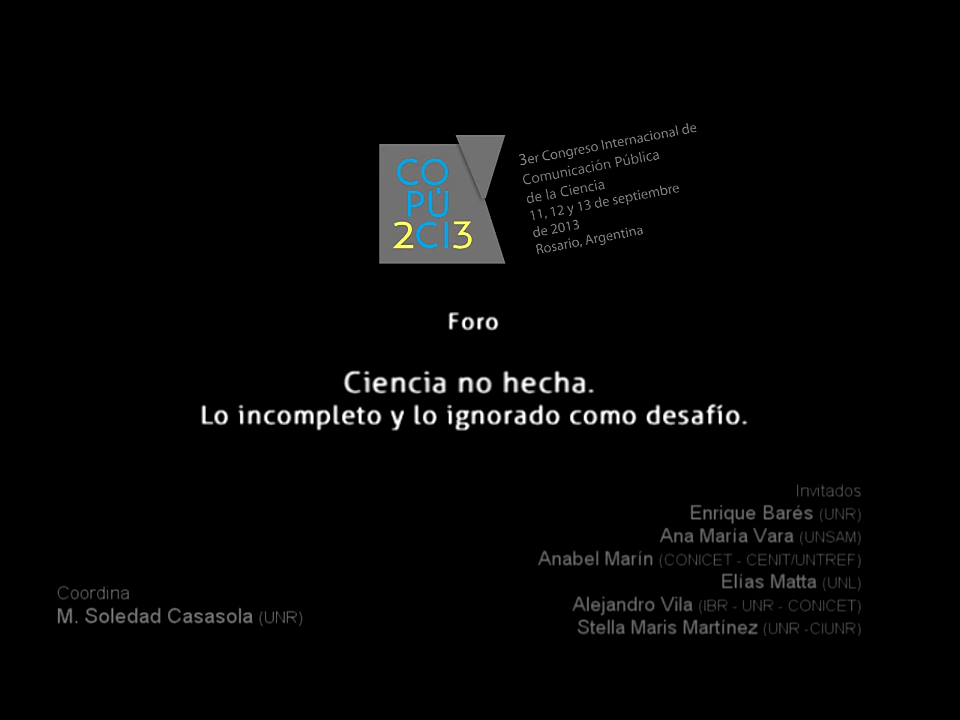 CO
PÚ
2CI3
3er Congreso Internacional de
Comunicación Pública
de la Ciencia
11, 12 y 13 de septiembre
de 2013
Rosario, Argentina
Foro
Ciencia no hecha.
Lo incompleto y lo ignorado como desafío.
Coordina
M. Soledad Casasola (UNR)
Invitados
Enrique Barés (UNR)
Ana María Vara (UNSAM)
Anabel Marín (CONICET - CENIT/UNTREF)
Elías Matta (UNL)
Alejandro Vila (IBR - UNR - CONICET)
Stella Maris Martínez (UNR -CIUNR)